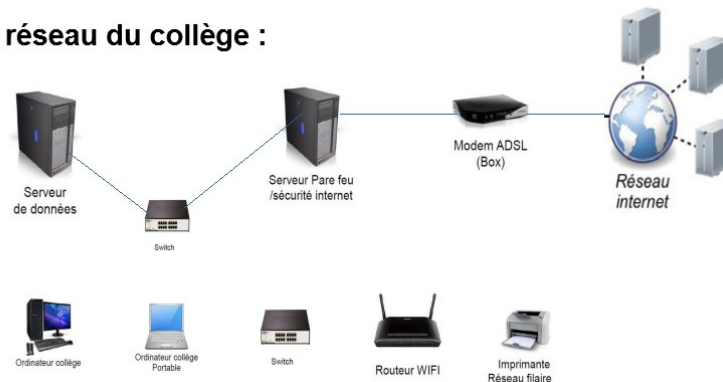 réseau du collège :
Serveur
de données
Switch
Serveur Pare feu
/sécurité internet
Modem ADSL
(Box)
Réseau
internet
Ordinateur collège
Ordinateur collège
Portable
Switch
Routeur WIFI
Imprimante
Réseau filaire